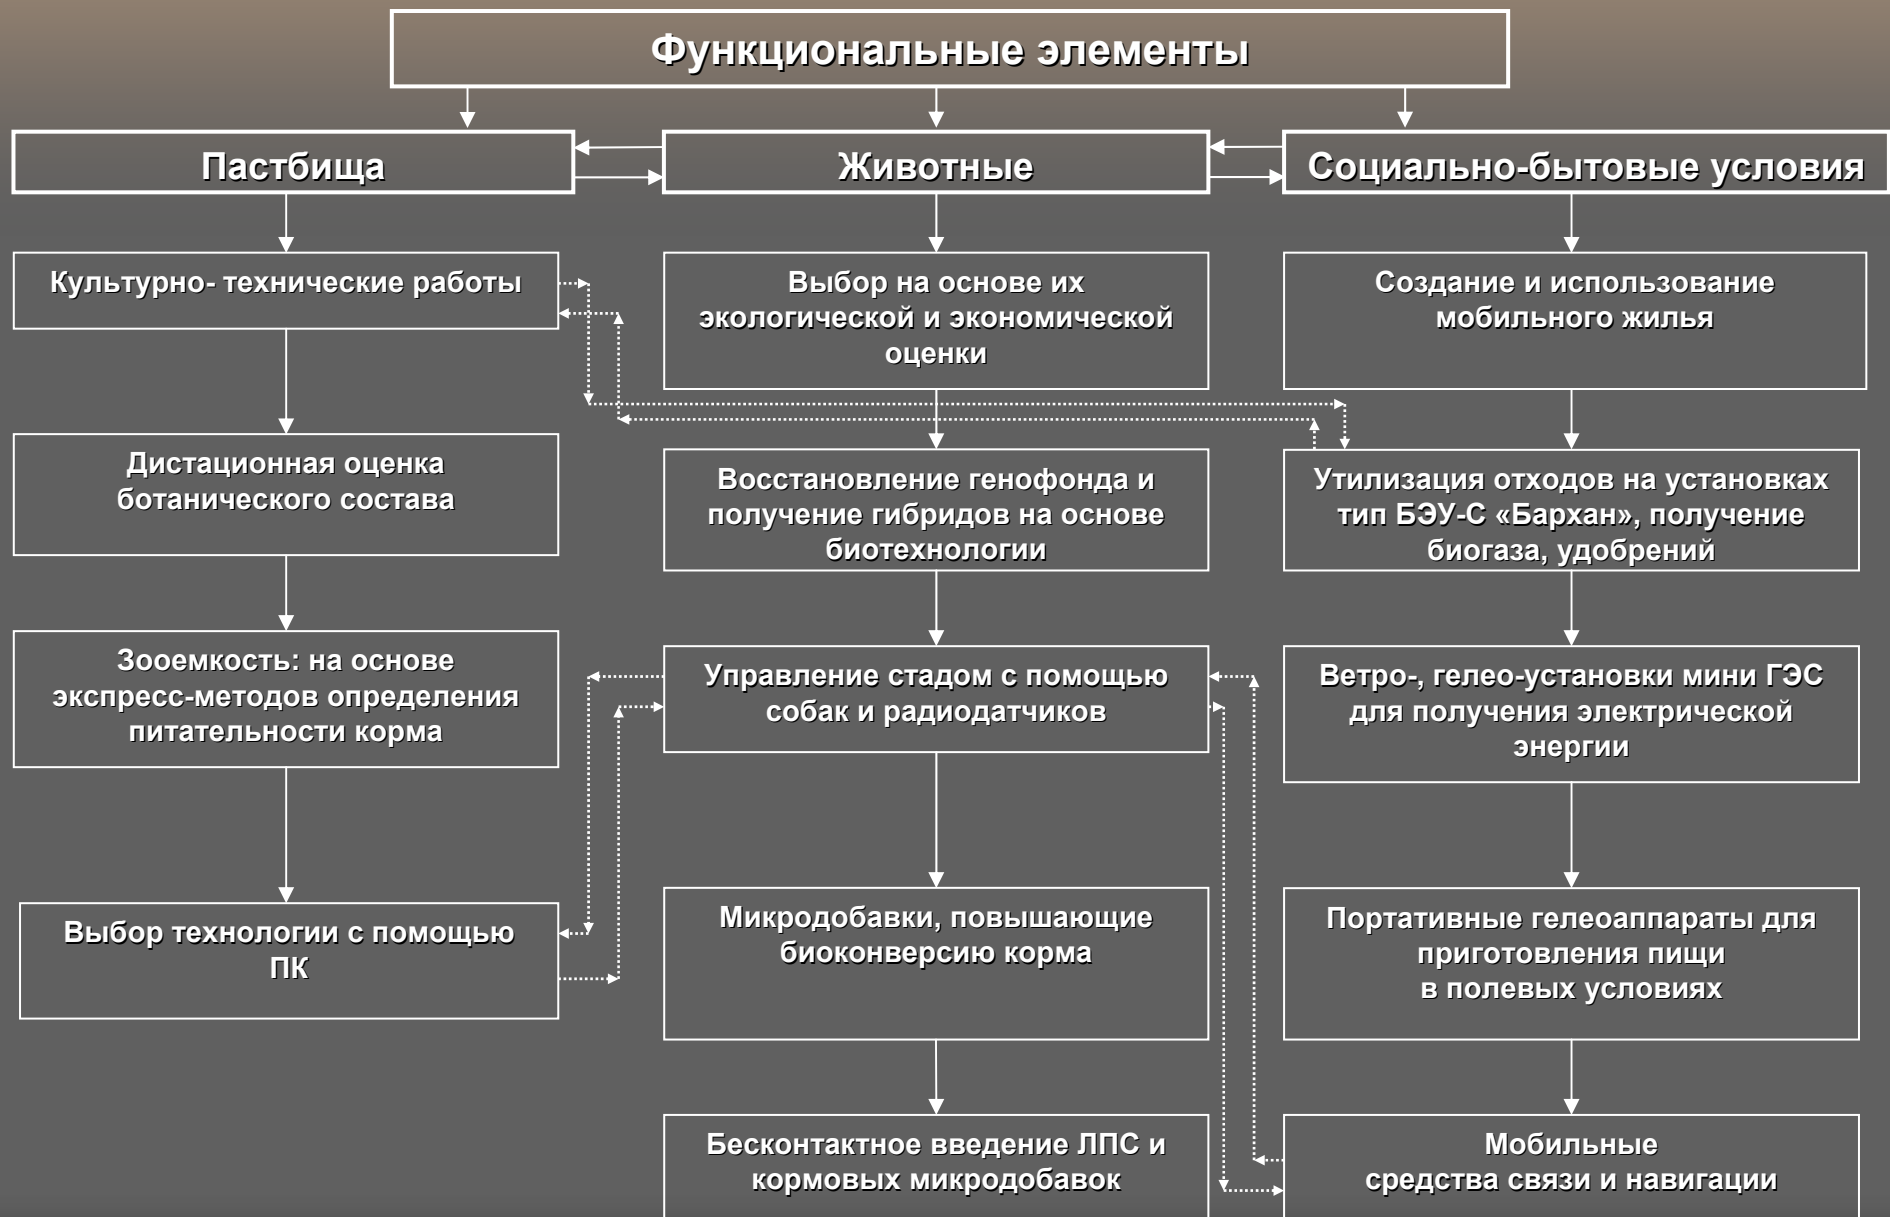 Функциональные элементы
Пастбища
Животные
Социально-бытовые условия
Культурно- технические работы
Дистационная оценка
ботанического состава
Зооемкость: на основе
экспресс-методов определения
питательности корма
Выбор технологии с помощью
ПК
Выбор на основе их
экологической и экономической
оценки
Восстановление генофонда и
получение гибридов на основе
биотехнологии
Управление стадом с помощью
собак и радиодатчиков
Микродобавки, повышающие
биоконверсию корма
Бесконтактное введение ЛПС и
кормовых микродобавок
Создание и использование
мобильного жилья
Утилизация отходов на установках
тип БЭУ-С «Бархан», получение
биогаза, удобрений
Ветро-, гелео-установки мини ГЭС
для получения электрической
энергии
Портативные гелеоаппараты для
приготовления пищи
в полевых условиях
Мобильные
средства связи и навигации